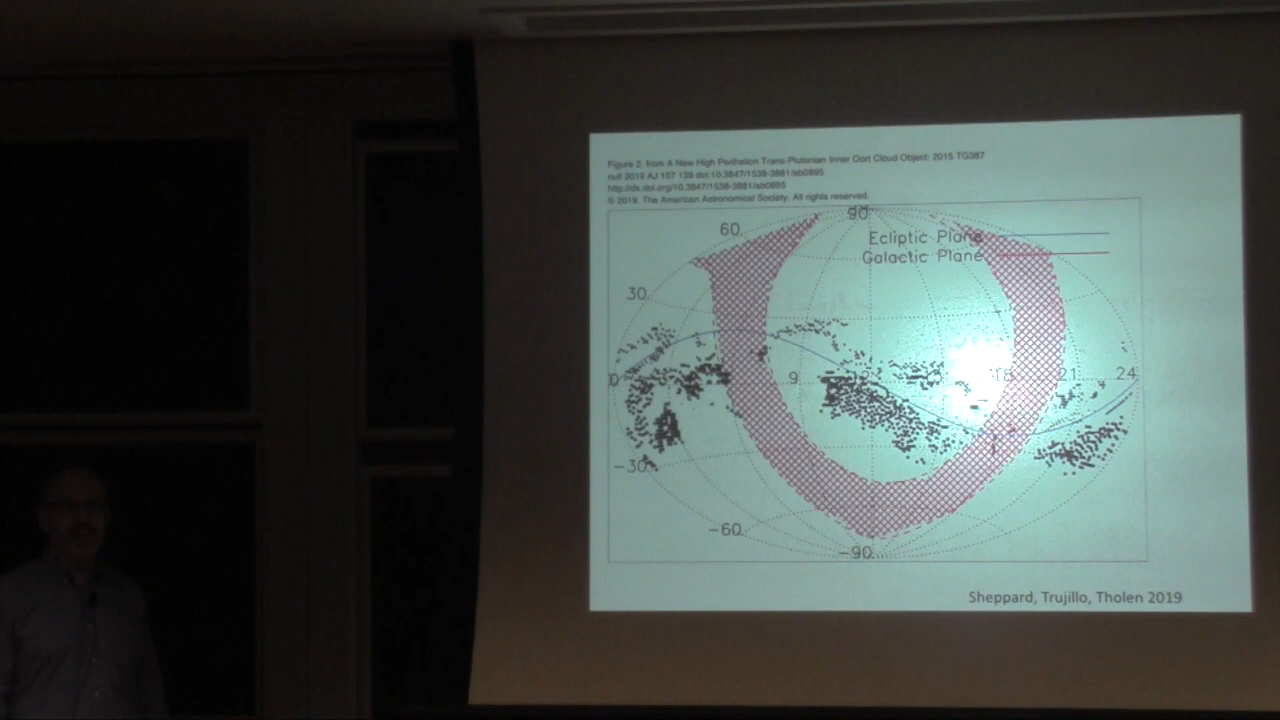 Figure 2 from A New High Perihelion Trans-Plutonian Inner Oort Cloud Object: 2015 TG387
null 2019 AJ 157 139 doi:10.3847/1538-3881/ab0895
http://dx.doi.org/10.3847/1538-3881/ab0895
© 2019. The American Astronomical Society. All rights reserved.
90
60
Ecliptic Plane
Galactic Plane
30
0 9 12 18 21 24
-30
-60
-90
Sheppard, Trujillo, Tholen 2019